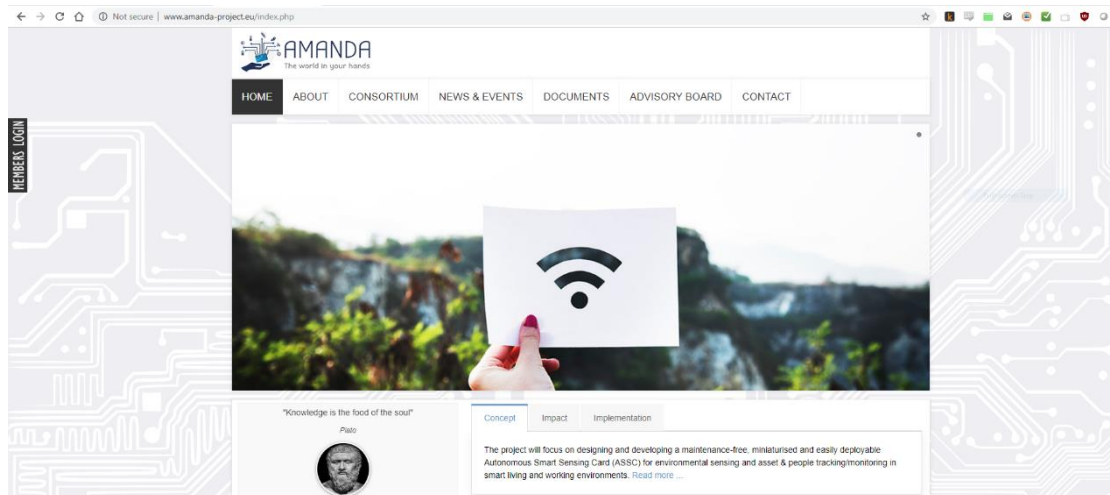 Not secure | www.amanda-project.eu/index.php
AMANDA
The world in your hands
HOME ABOUT CONSORTIUM NEWS & EVENTS DOCUMENTS ADVISORY BOARD CONTACT
MEMBERS LOGIN
"Knowledge is the food of the soul"
Plato
Concept Impact Implementation
The project will focus on designing and developing a maintenance-free, miniaturised and easily deployable
Autonomous Smart Sensing Card (ASSC) for environmental sensing and asset & people tracking/monitoring in
smart living and working environments. Read more ...